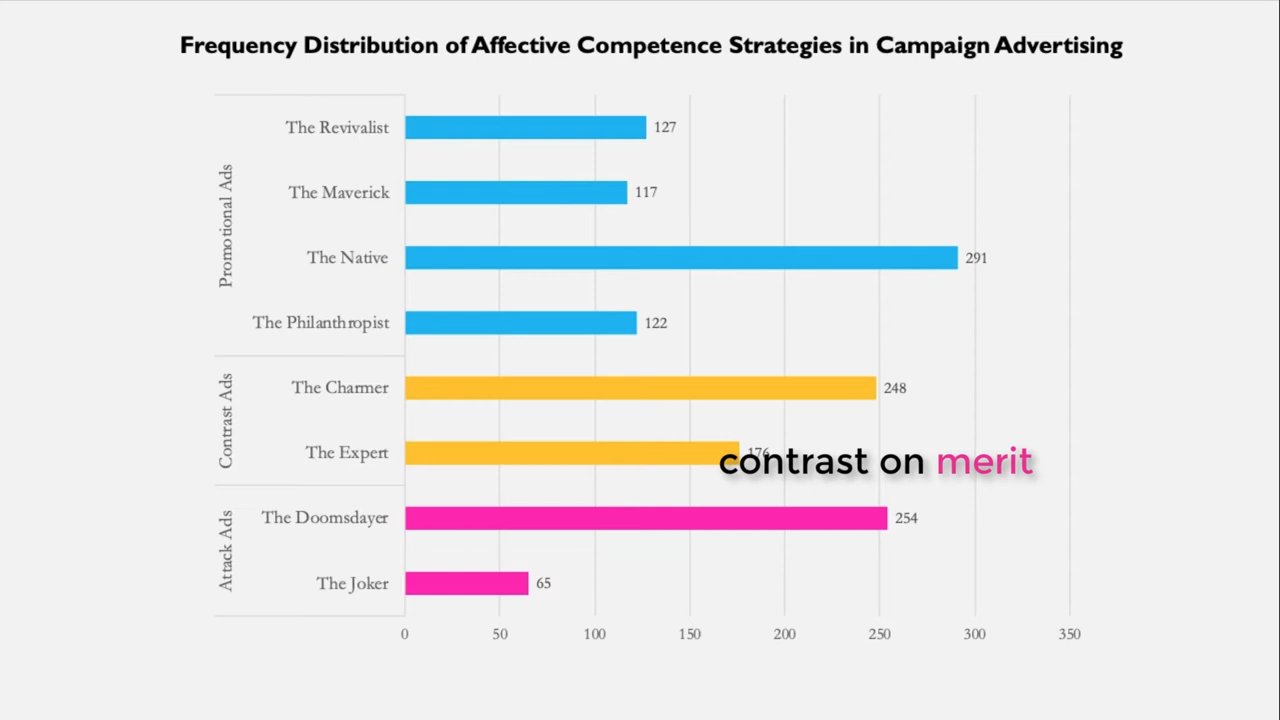 Frequency Distribution of Affective Competence Strategies in Campaign Advertising
Promotional Ads
The Revivalist 127
The Maverick 117
The Native 291
The Philanthropist 122
Contrast Ads
The Charmer 248
The Expert 176
contrast on merit
Attack Ads
The Doomsdayer 254
The Joker 65
0 50 100 150 200 250 300 350